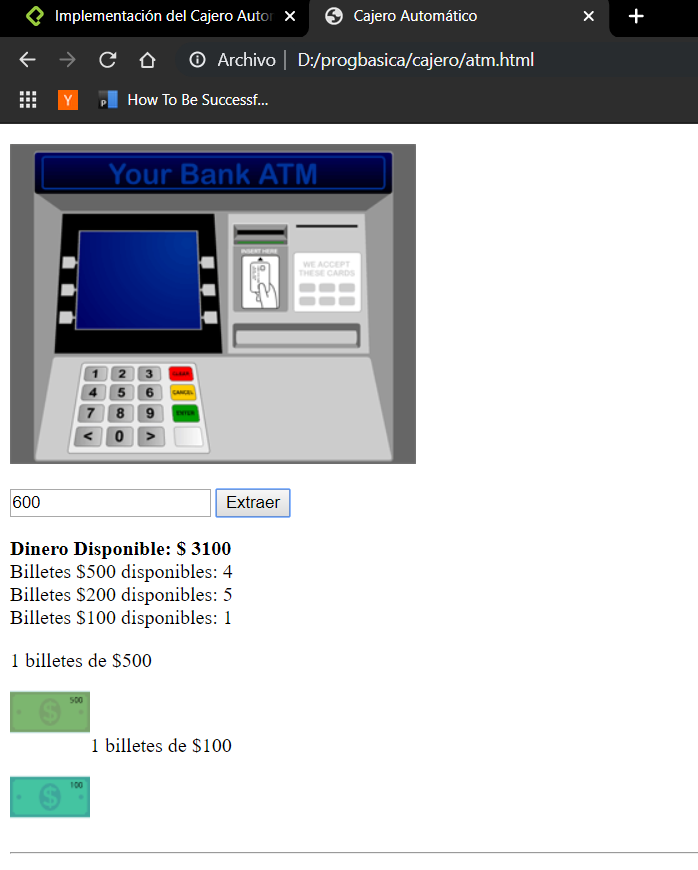 Implementación del Cajero Autor
Cajero Automático
Archivo
D:/progbasica/cajero/atm.html
Y
P
How To Be Successf...
Your Bank ATM
INSERT HERE
WE ACCEPT
THESE CARDS
1 2 3
4 5 6 CANCEL
7 8 9 ENTER
< 0 >
600
Extraer
Dinero Disponible: $ 3100
Billetes $500 disponibles: 4
Billetes $200 disponibles: 5
Billetes $100 disponibles: 1
1 billetes de $500
500
$
1 billetes de $100
100
$